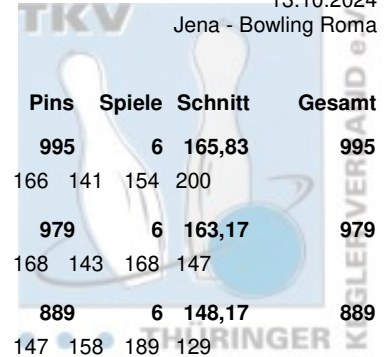 13.10.2024
TKV
Jena - Bowling Roma
Pins Spiele Schnitt Gesamt
995 6 165,83 995
166 141 154 200
979 6 163,17 979
168 143 168 147
889 6 148,17 889
147 158 189 129
THÜRINGER
KEGLER VERBAND e.V.